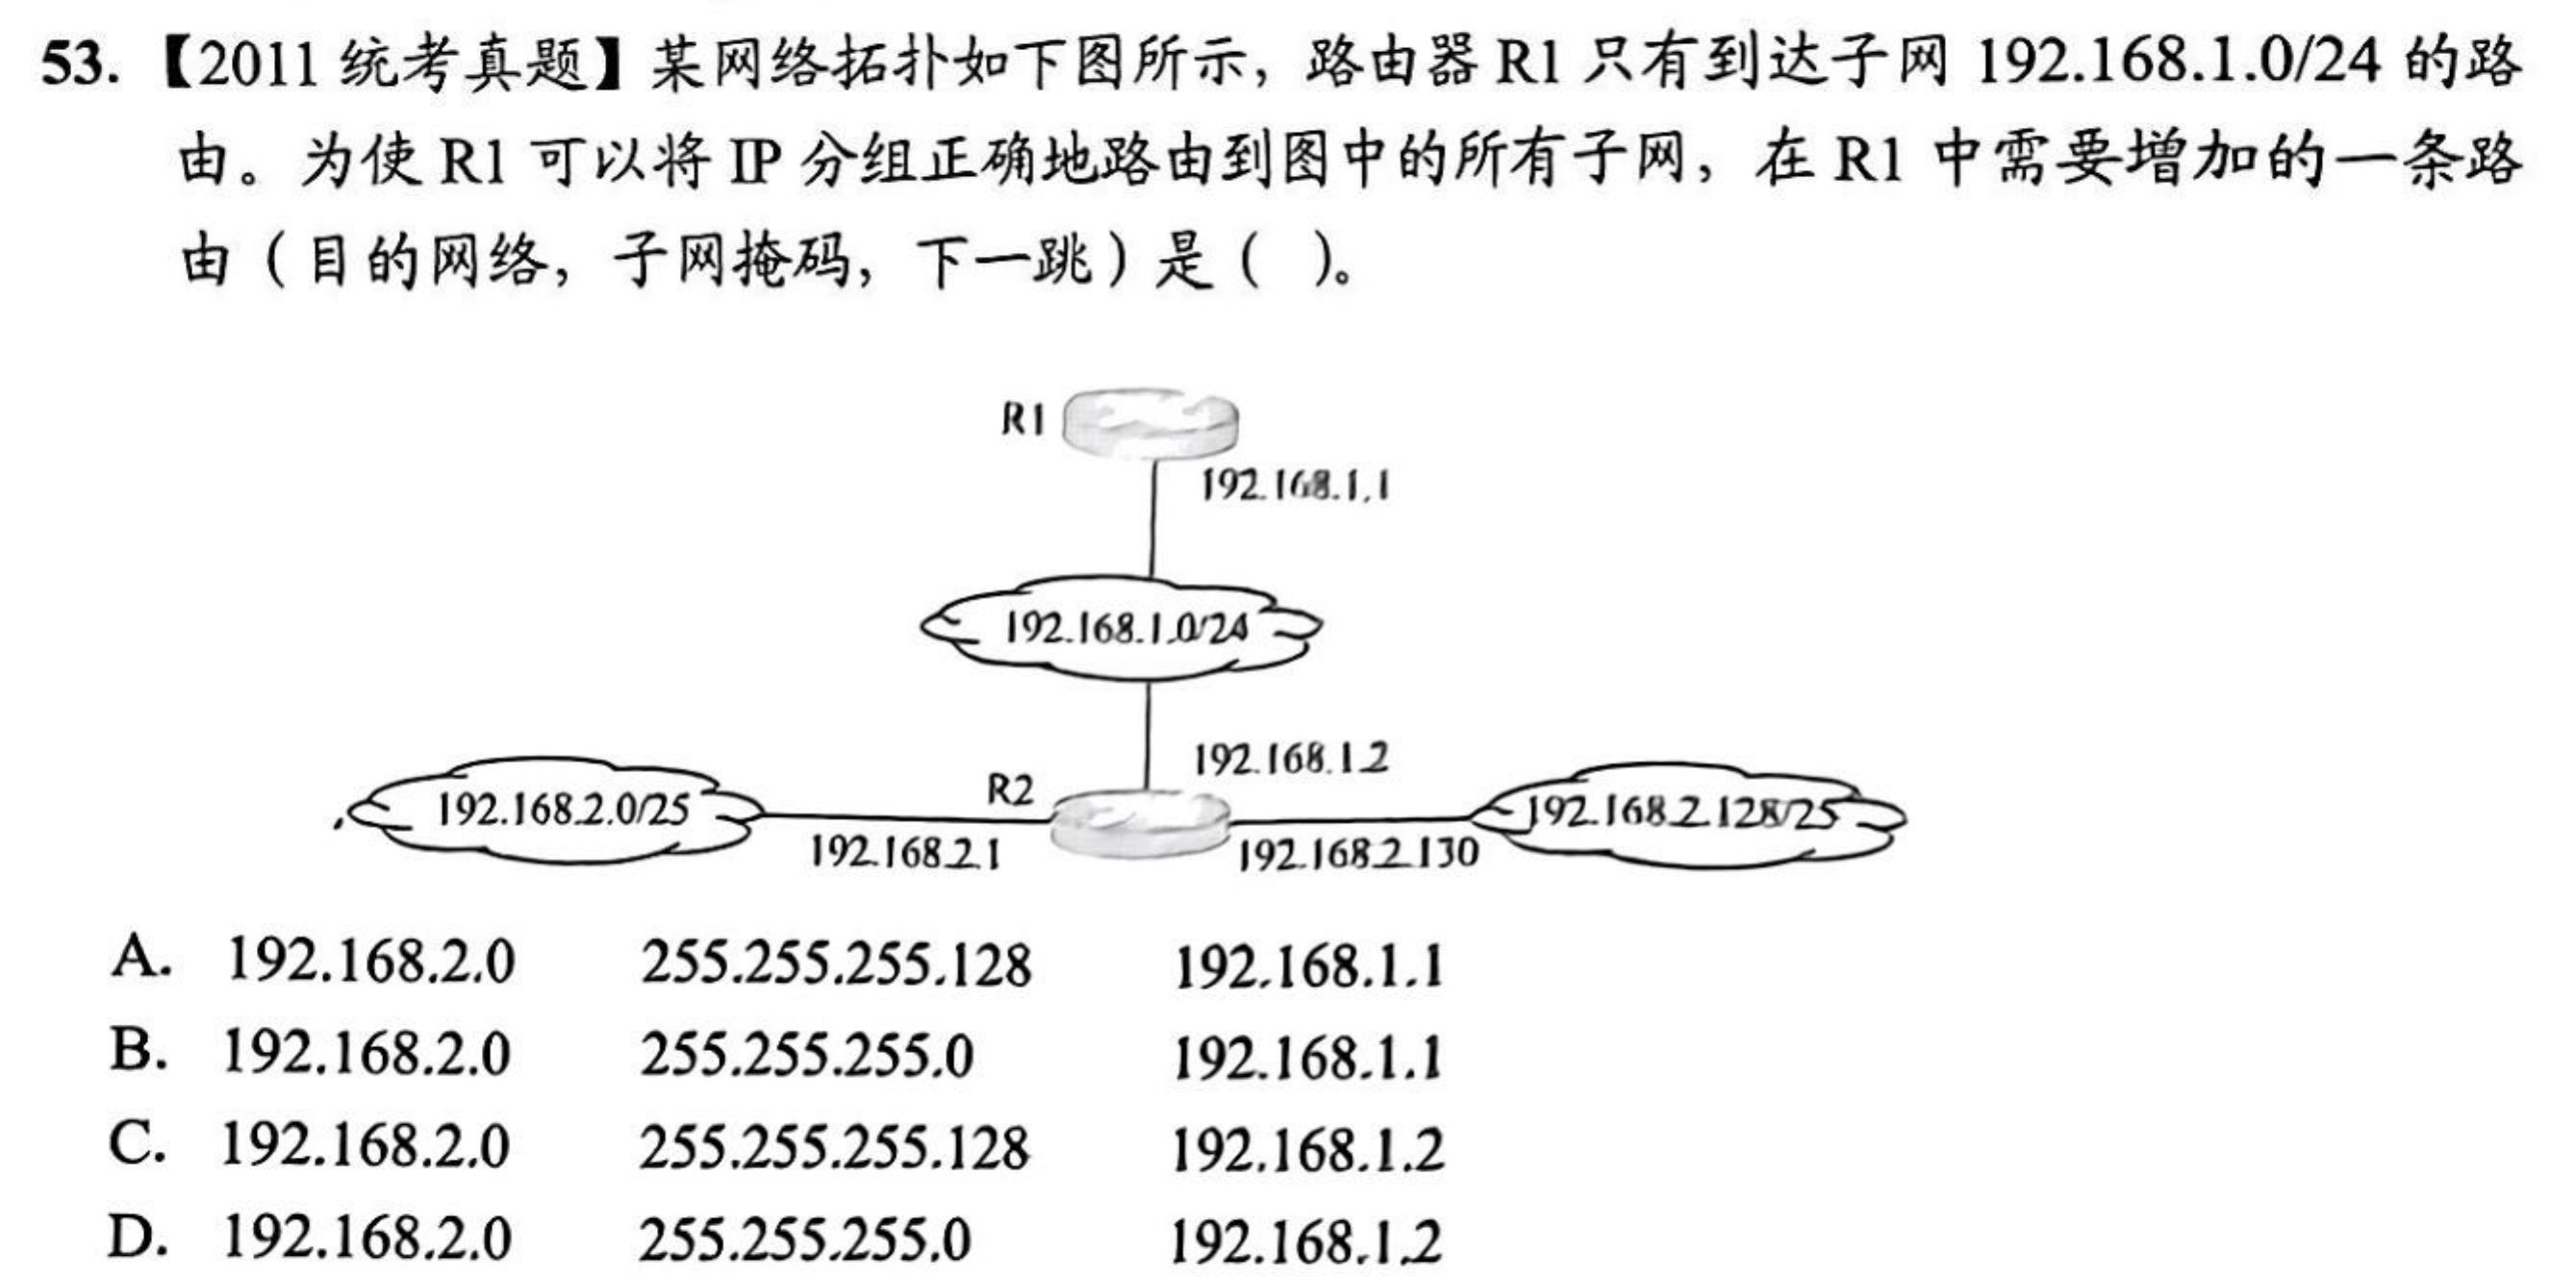 53.【2011 统考真题】某网络拓扑如下图所示，路由器 R1 只有到达子网 192.168.1.0/24 的路
由。为使 R1 可以将 IP 分组正确地路由到图中的所有子网，在 R1 中需要增加的一条路
由（目的网络，子网掩码，下一跳）是（ ）。
R1
192.168.1.1
192.168.1.0/24
192.168.1.2
R2
192.168.2.0/25
192.168.2.128/25
192.168.2.1
192.168.2.130
A. 192.168.2.0 255.255.255.128 192.168.1.1
B. 192.168.2.0 255.255.255.0 192.168.1.1
C. 192.168.2.0 255.255.255.128 192.168.1.2
D. 192.168.2.0 255.255.255.0 192.168.1.2